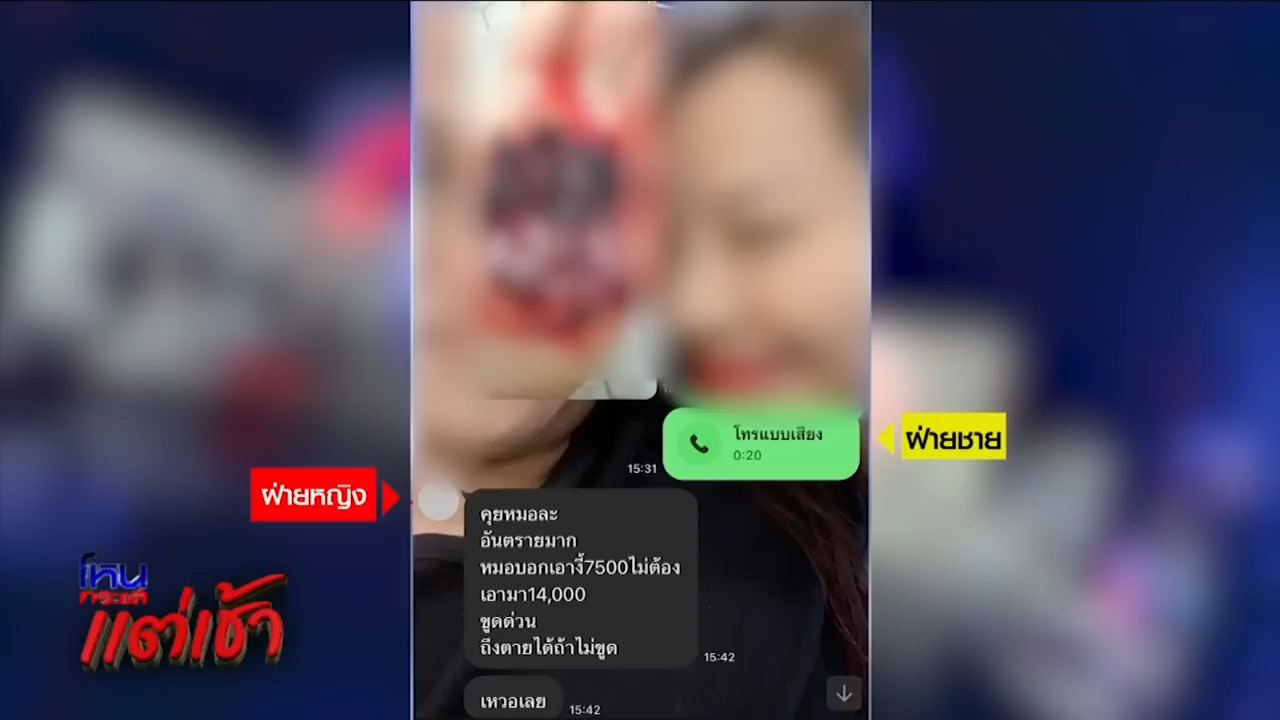 โทรแบบเสียง
0:20
15:31
ฝ่ายชาย
ฝ่ายหญิง
คุยหมอละ
อันตรายมาก
หมอบอกเอางี้7500ไม่ต้อง
เอามา14,000
ขูดด่วน
ถึงตายได้ถ้าไม่ขูด
15:42
เหวอเลย
15:42
โหนกระแส
แต่เช้า